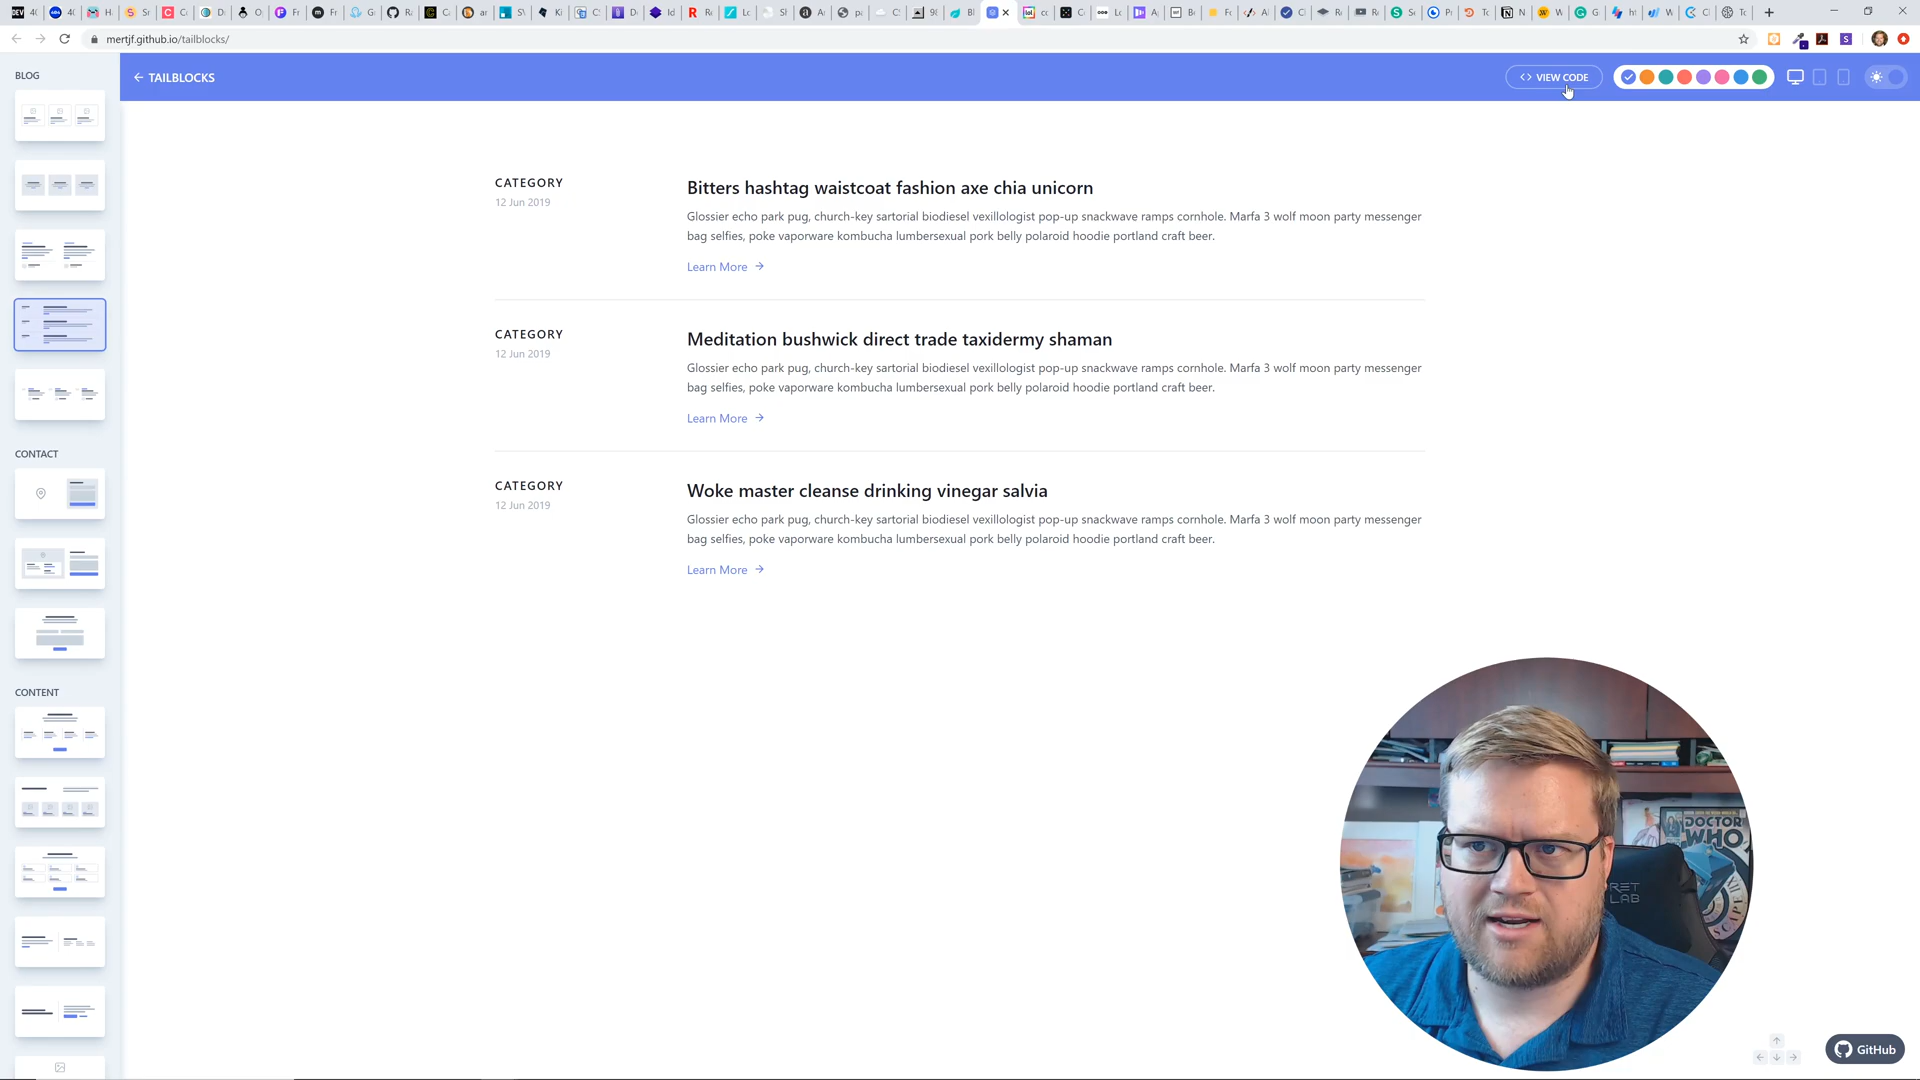 mertjf.github.io/tailblocks/
BLOG
CONTACT
CONTENT
TAILBLOCKS
VIEW CODE
CATEGORY
12 Jun 2019
Bitters hashtag waistcoat fashion axe chia unicorn
Glossier echo park pug, church-key sartorial biodiesel vexillologist pop-up snackwave ramps cornhole. Marfa 3 wolf moon party messenger
bag selfies, poke vaporware kombucha lumbersexual pork belly polaroid hoodie portland craft beer.
Learn More
CATEGORY
12 Jun 2019
Meditation bushwick direct trade taxidermy shaman
Glossier echo park pug, church-key sartorial biodiesel vexillologist pop-up snackwave ramps cornhole. Marfa 3 wolf moon party messenger
bag selfies, poke vaporware kombucha lumbersexual pork belly polaroid hoodie portland craft beer.
Learn More
CATEGORY
12 Jun 2019
Woke master cleanse drinking vinegar salvia
Glossier echo park pug, church-key sartorial biodiesel vexillologist pop-up snackwave ramps cornhole. Marfa 3 wolf moon party messenger
bag selfies, poke vaporware kombucha lumbersexual pork belly polaroid hoodie portland craft beer.
Learn More
DOCTOR
WHO
LAB
GitHub